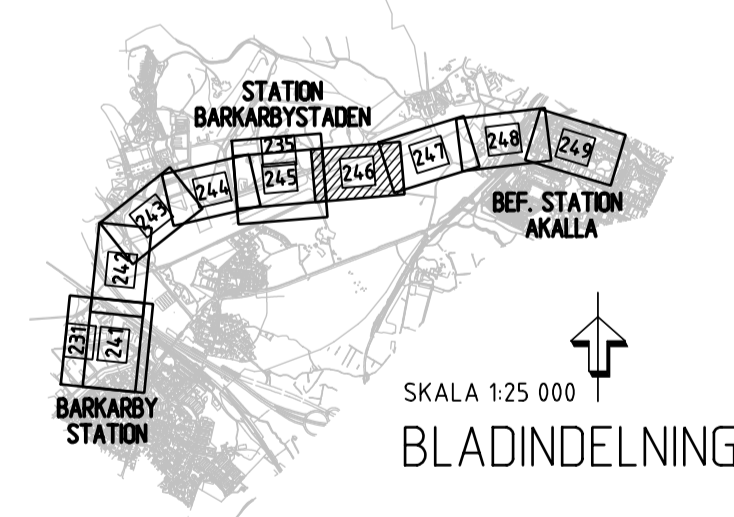 STATION
BARKARBYSTADEN
235
249
248
247
246
245
244
243
242
241
231
BEF. STATION
AKALLA
BARKARBY
STATION
SKALA 1:25 000
BLADINDELNING